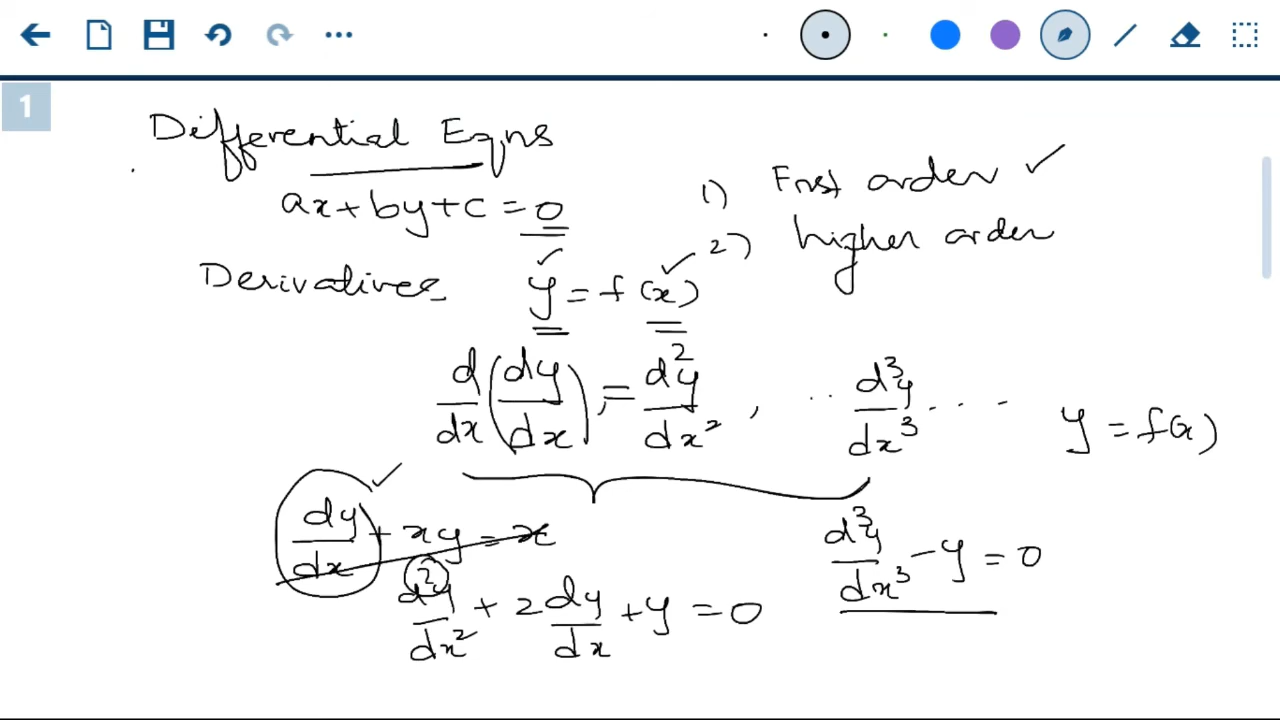 1
Differential Eqns
ax + by + c = 0
1) First order ✓
2) higher order
Derivatives y = f(x)
d/dx (dy/dx) = d²y/dx² , .. d³y/dx³ . . . .
y = f(x)
dy/dx + xy = x
d³y/dx³ - y = 0
d²y/dx² + 2 dy/dx + y = 0